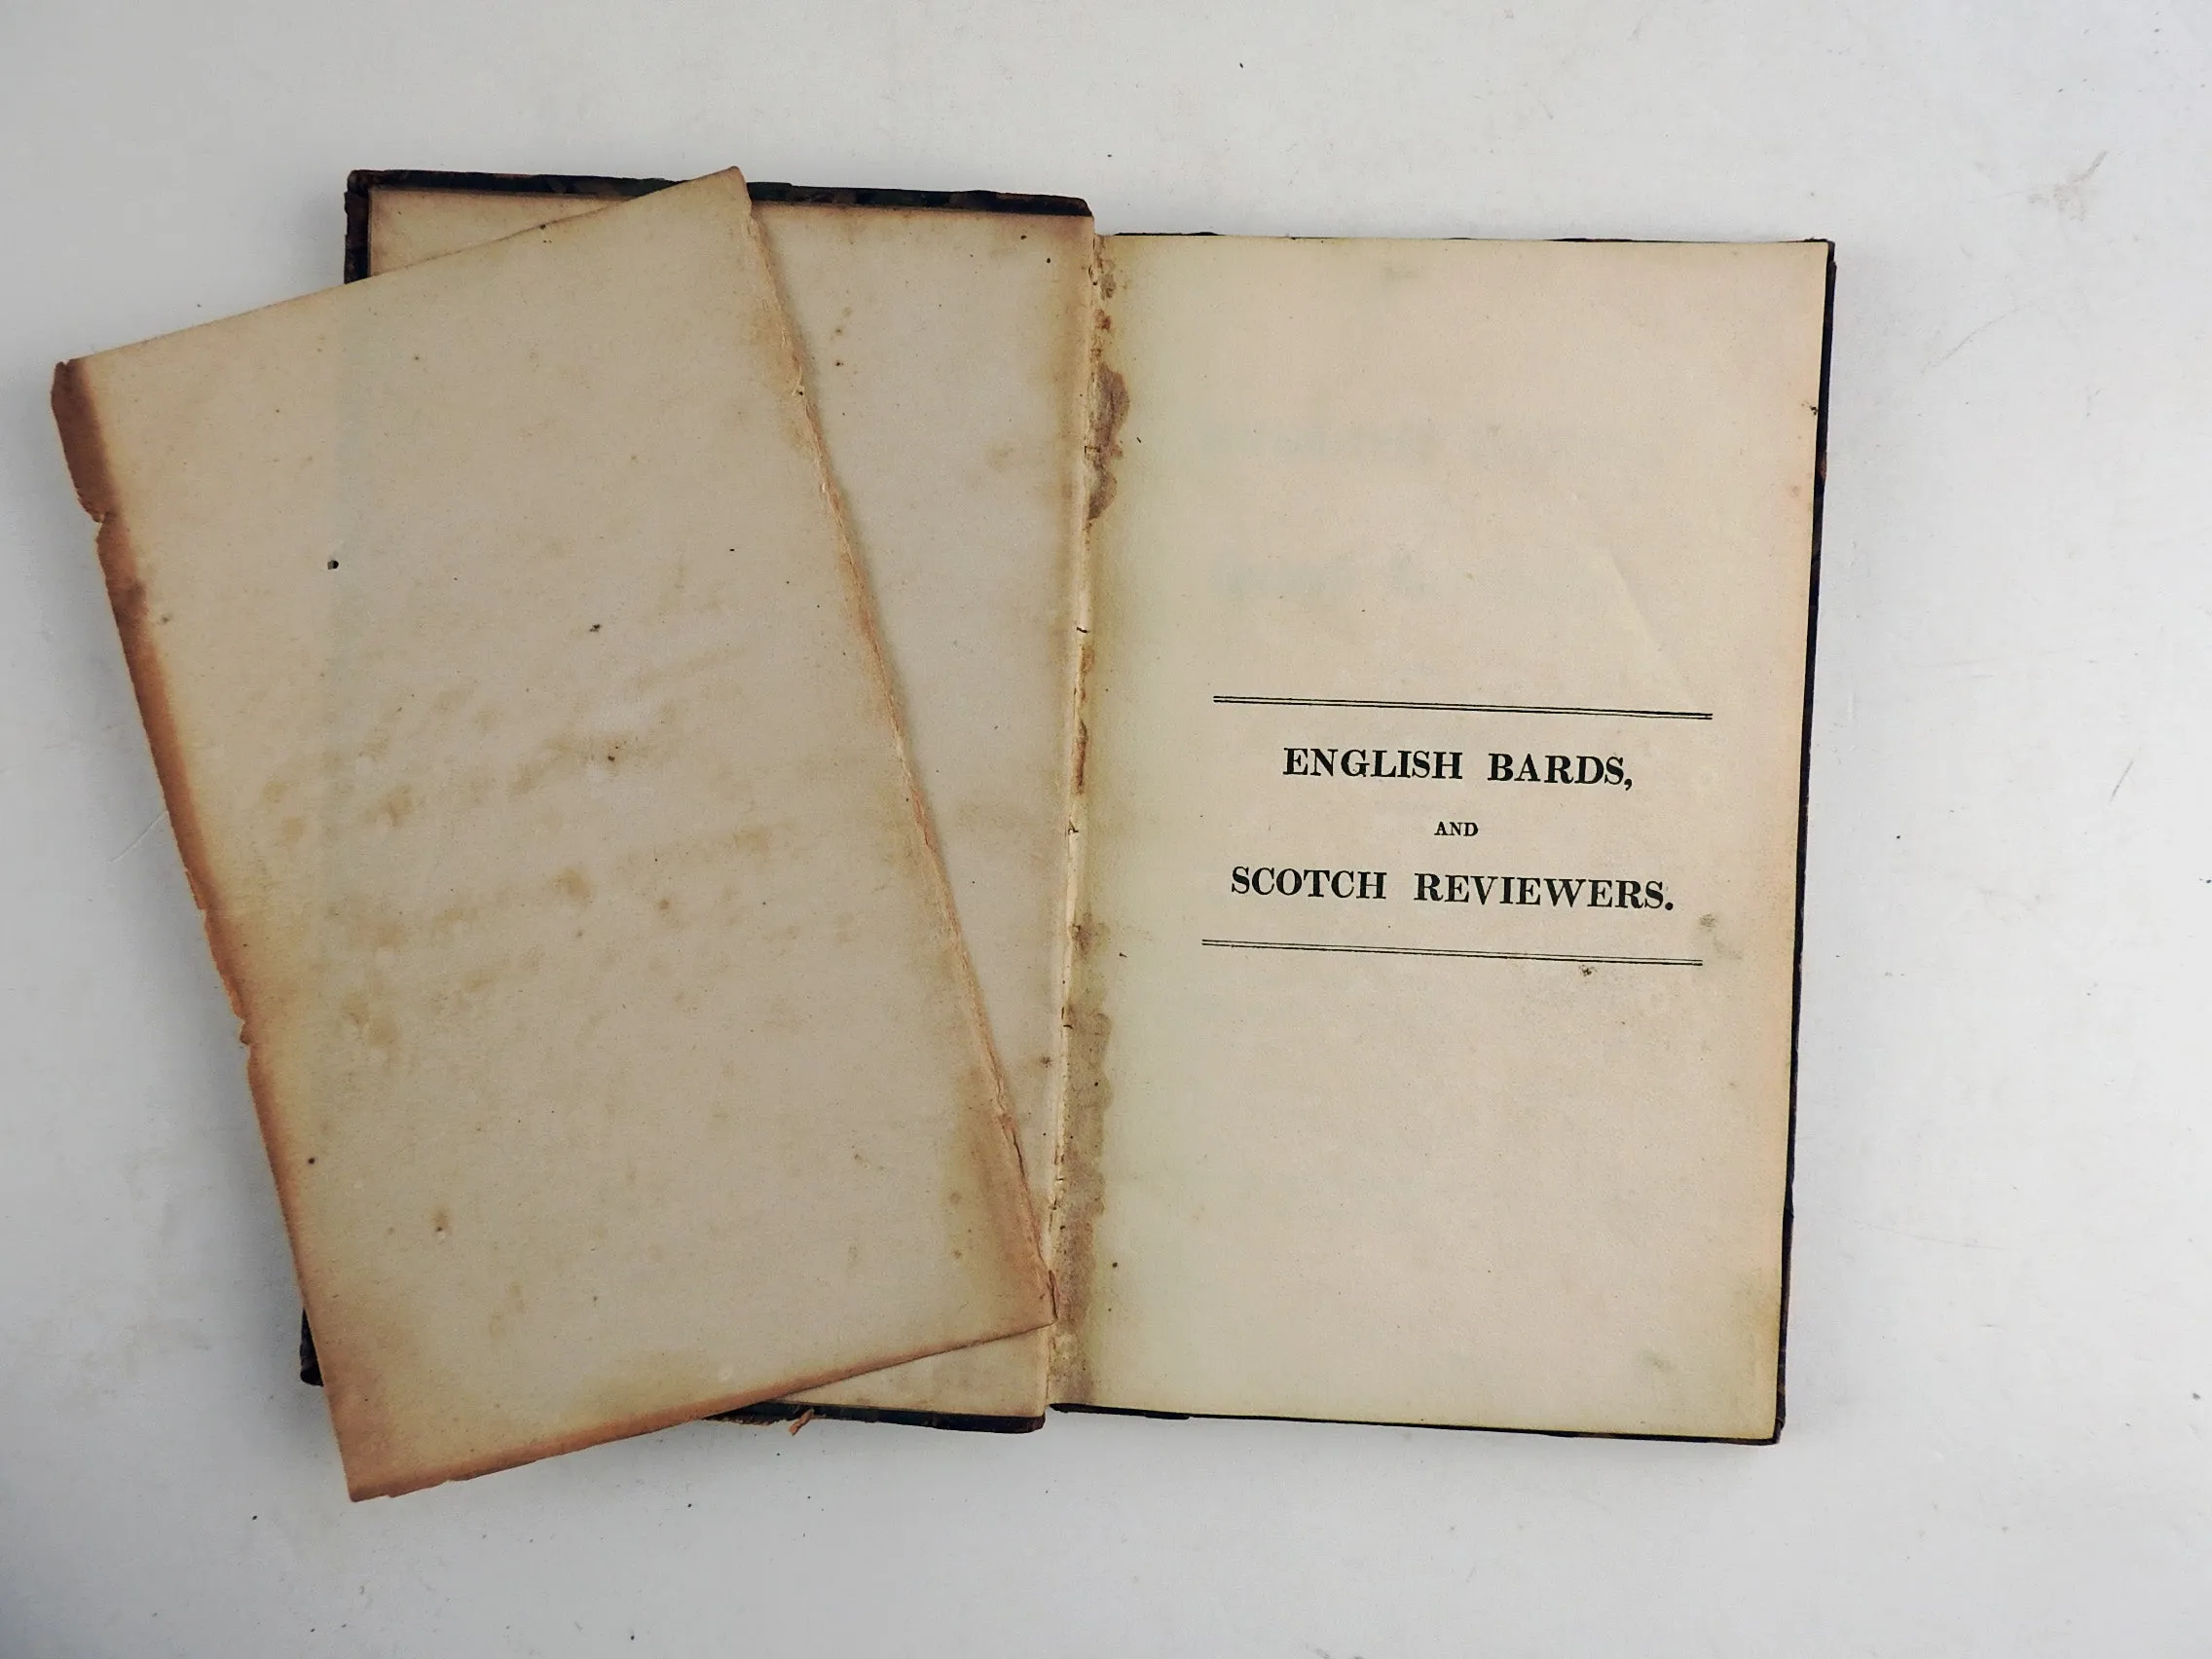 ENGLISH BARDS,
AND
SCOTCH REVIEWERS.